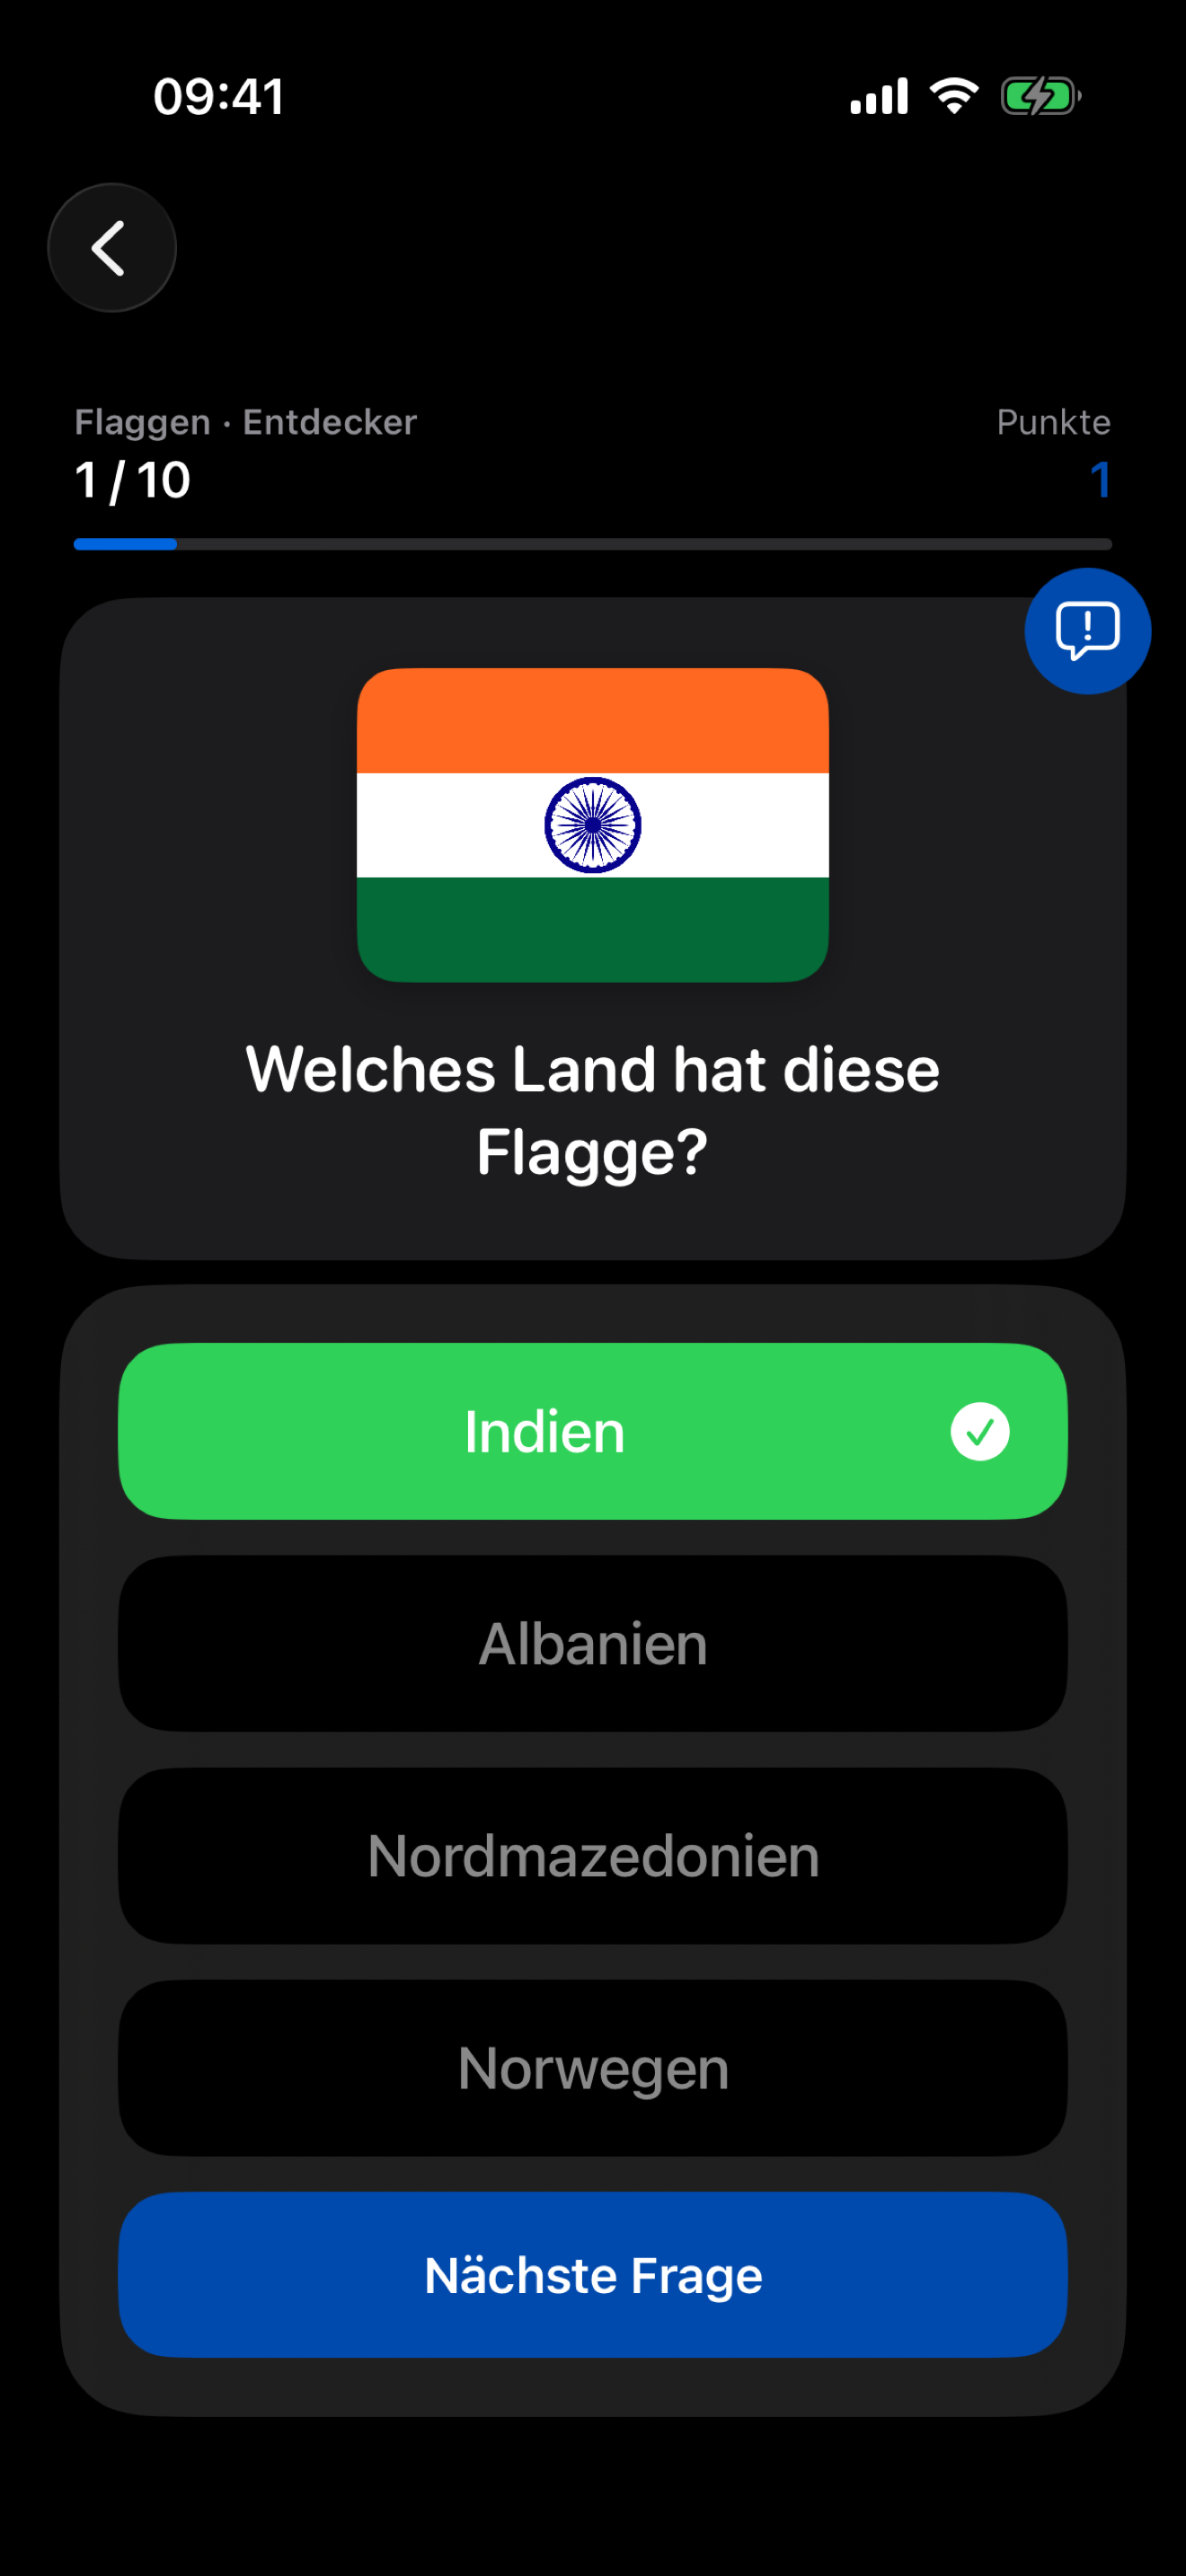 09:41
Flaggen · Entdecker
Punkte
1 / 10
1
Welches Land hat diese
Flagge?
Indien
Albanien
Nordmazedonien
Norwegen
Nächste Frage